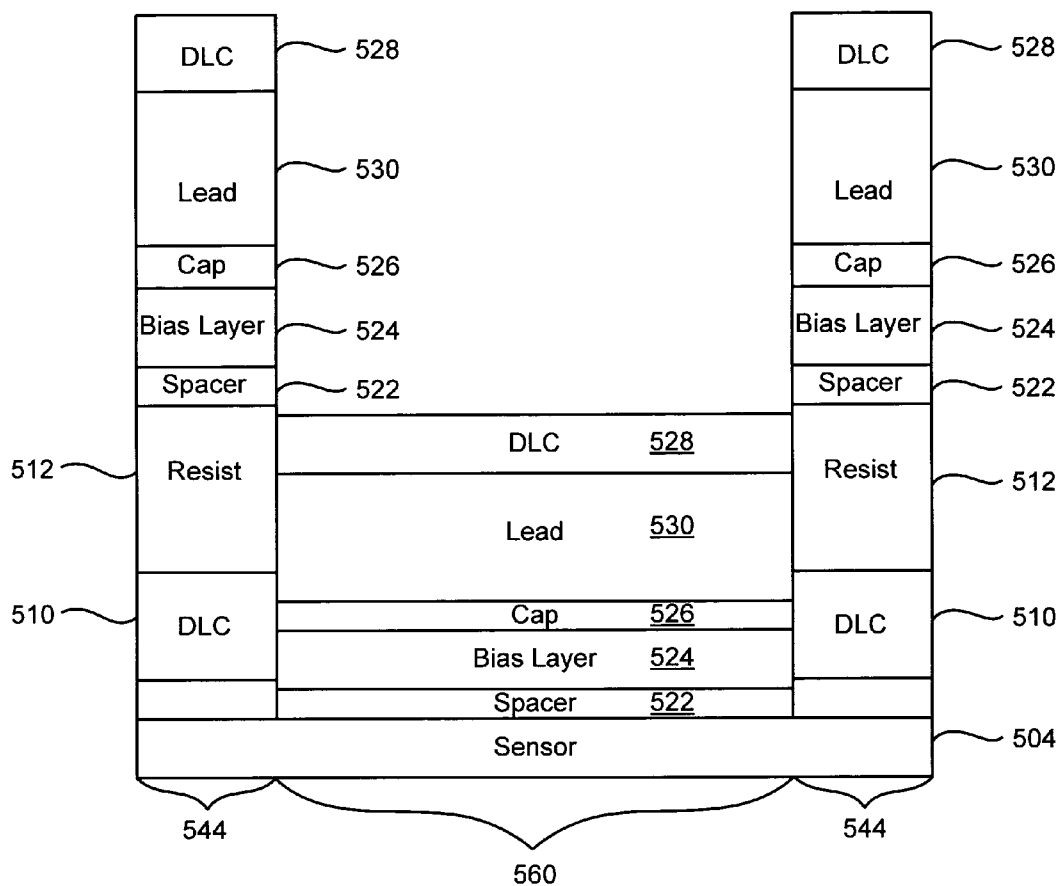 DLC 528 DLC 528
Lead 530 Lead 530
Cap 526 Cap 526
Bias Layer 524 Bias Layer 524
Spacer 522 Spacer 522
DLC 528
512 Resist Resist 512
Lead 530
510 DLC DLC 510
Cap 526
Bias Layer 524
Spacer 522
Sensor 504
544 544
560